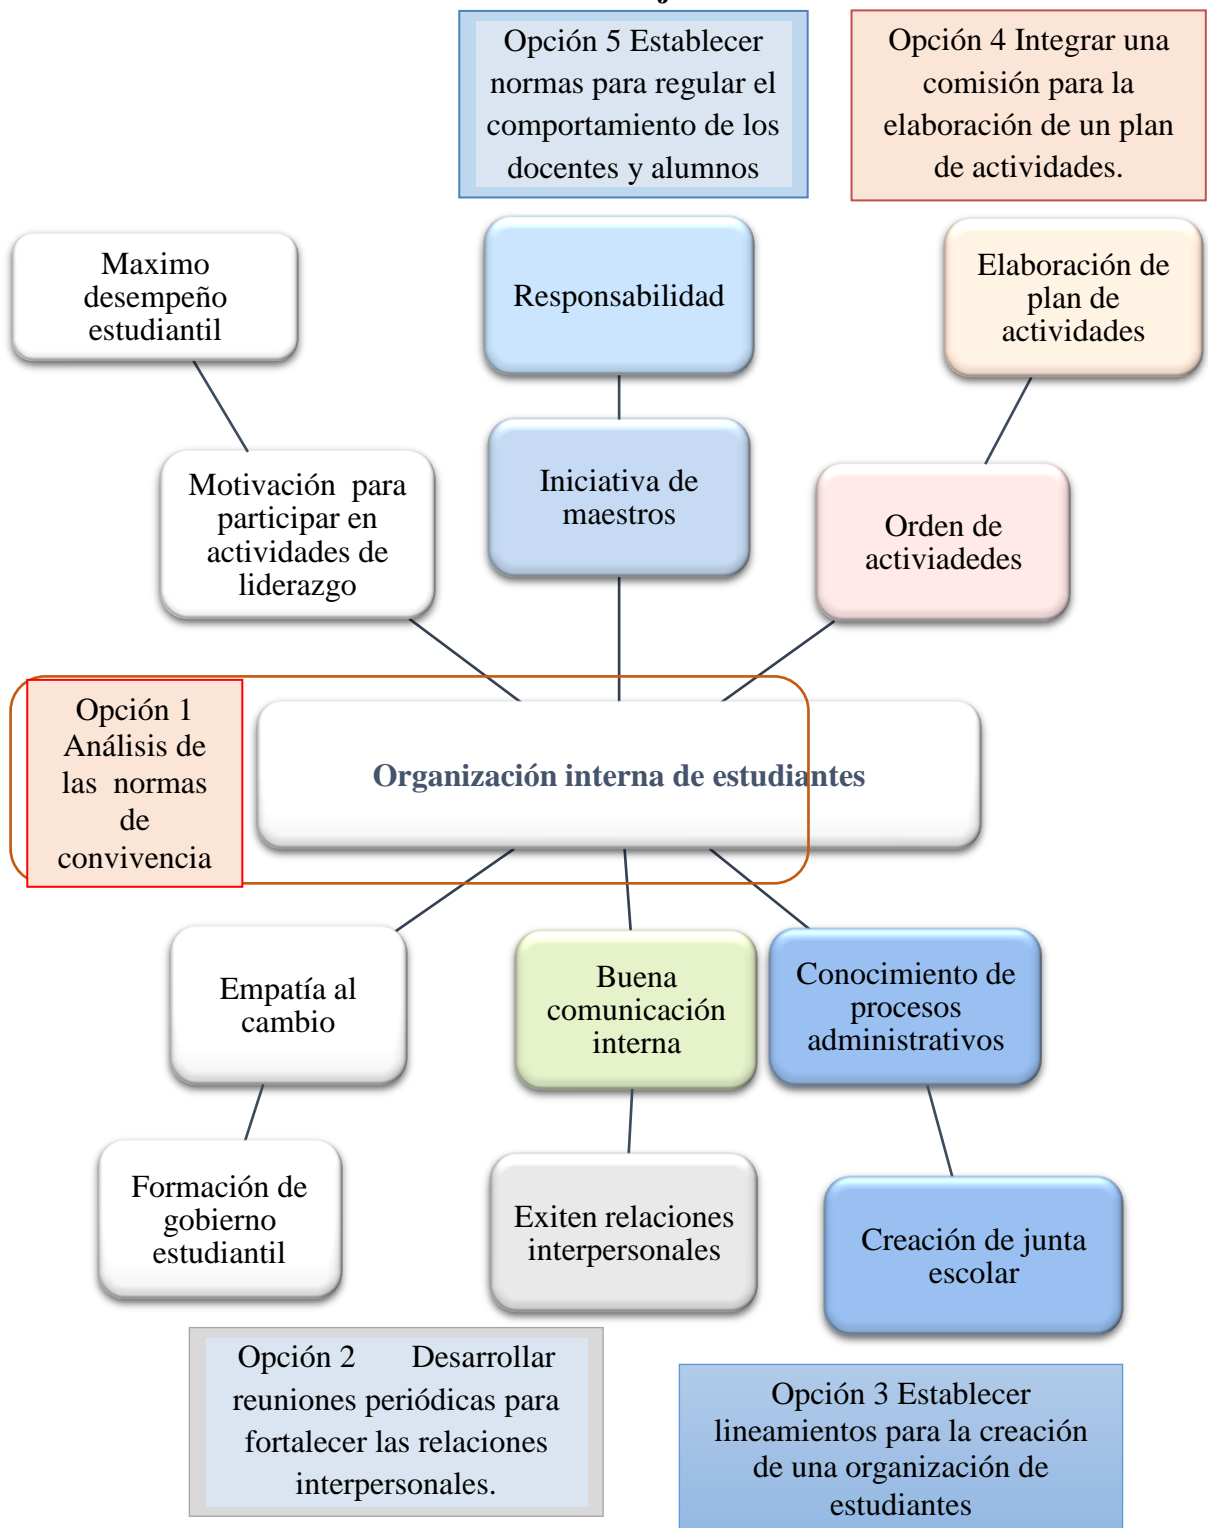 Opción 5 Establecer
normas para regular el
comportamiento de los
docentes y alumnos
Opción 4 Integrar una
comisión para la
elaboración de un plan
de actividades.
Maximo
desempeño
estudiantil
Responsabilidad
Elaboración de
plan de
actividades
Motivación para
participar en
actividades de
liderazgo
Iniciativa de
maestros
Orden de
activiadedes
Opción 1
Análisis de
las normas
de
convivencia
Organización interna de estudiantes
Empatía al
cambio
Buena
comunicación
interna
Conocimiento de
procesos
administrativos
Formación de
gobierno
estudiantil
Exiten relaciones
interpersonales
Creación de junta
escolar
Opción 2 Desarrollar
reuniones periódicas para
fortalecer las relaciones
interpersonales.
Opción 3 Establecer
lineamientos para la creación
de una organización de
estudiantes